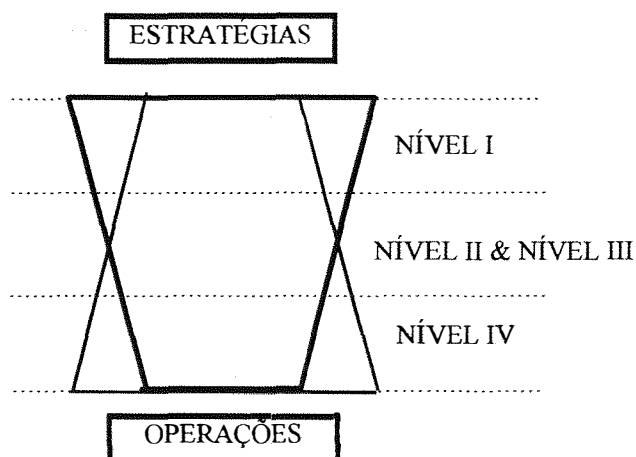 ESTRATÉGIAS
NÍVEL I
NÍVEL II & NÍVEL III
NÍVEL IV
OPERAÇÕES